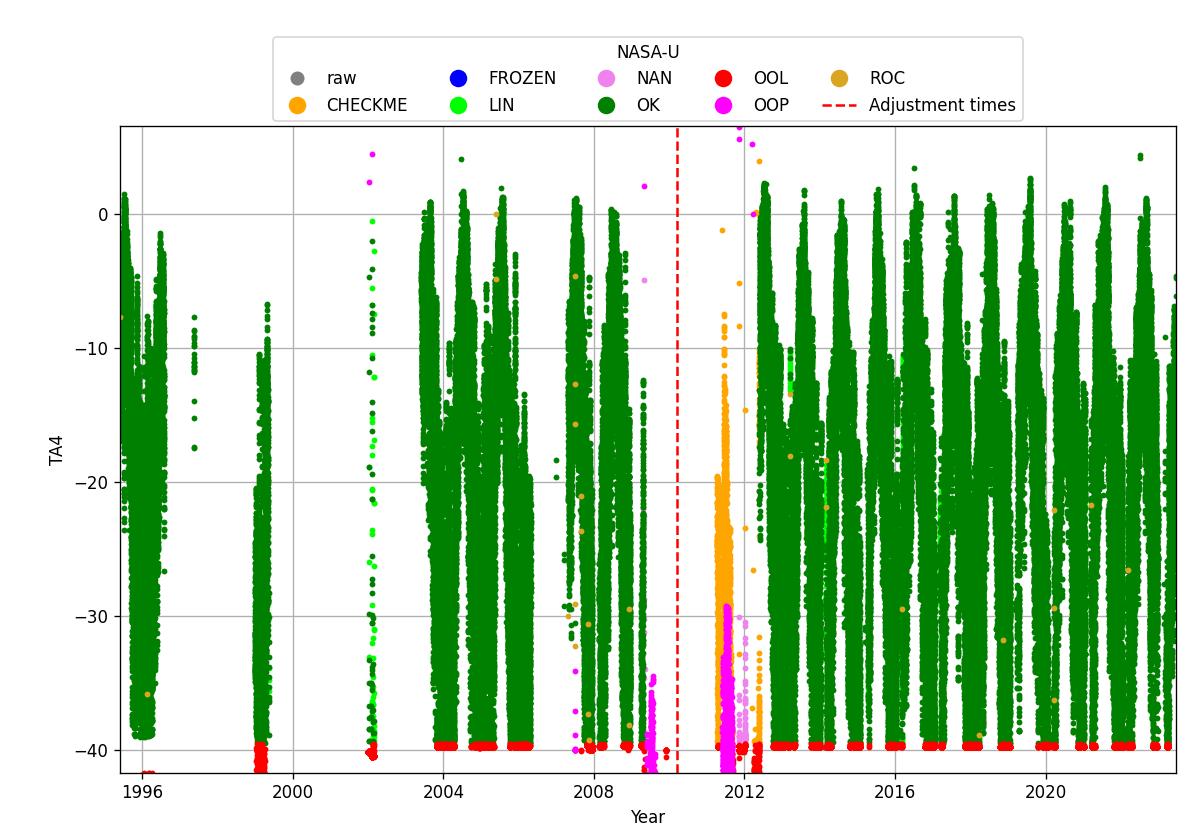 NASA-U
raw FROZEN NAN OOL ROC
CHECKME LIN OK OOP Adjustment times
0
−10
−20
−30
−40
TA4
1996 2000 2004 2008 2012 2016 2020
Year